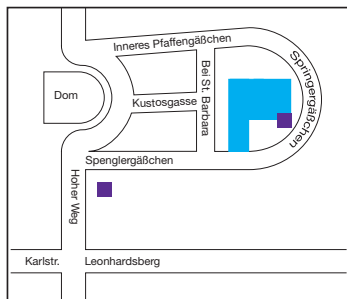 Inneres Pfaffengäßchen
Springergäßchen
Bei St. Barbara
Dom
Kustosgasse
Spenglergäßchen
Hoher Weg
Karlstr.
Leonhardsberg